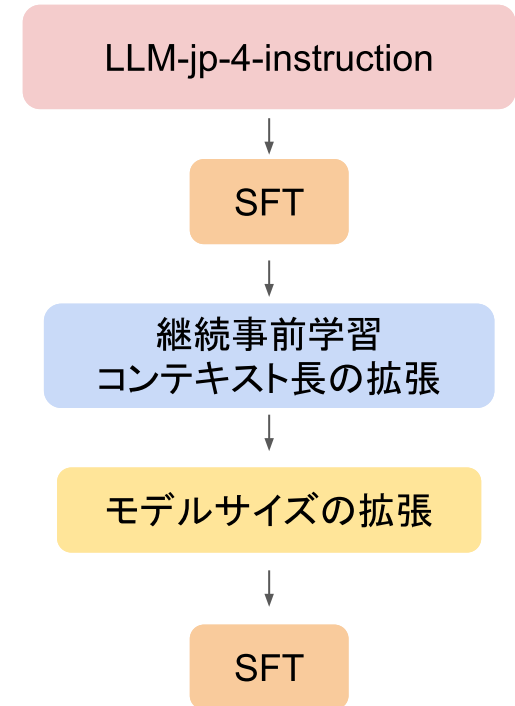 LLM-jp-4-instruction
SFT
継続事前学習
コンテキスト長の拡張
モデルサイズの拡張
SFT